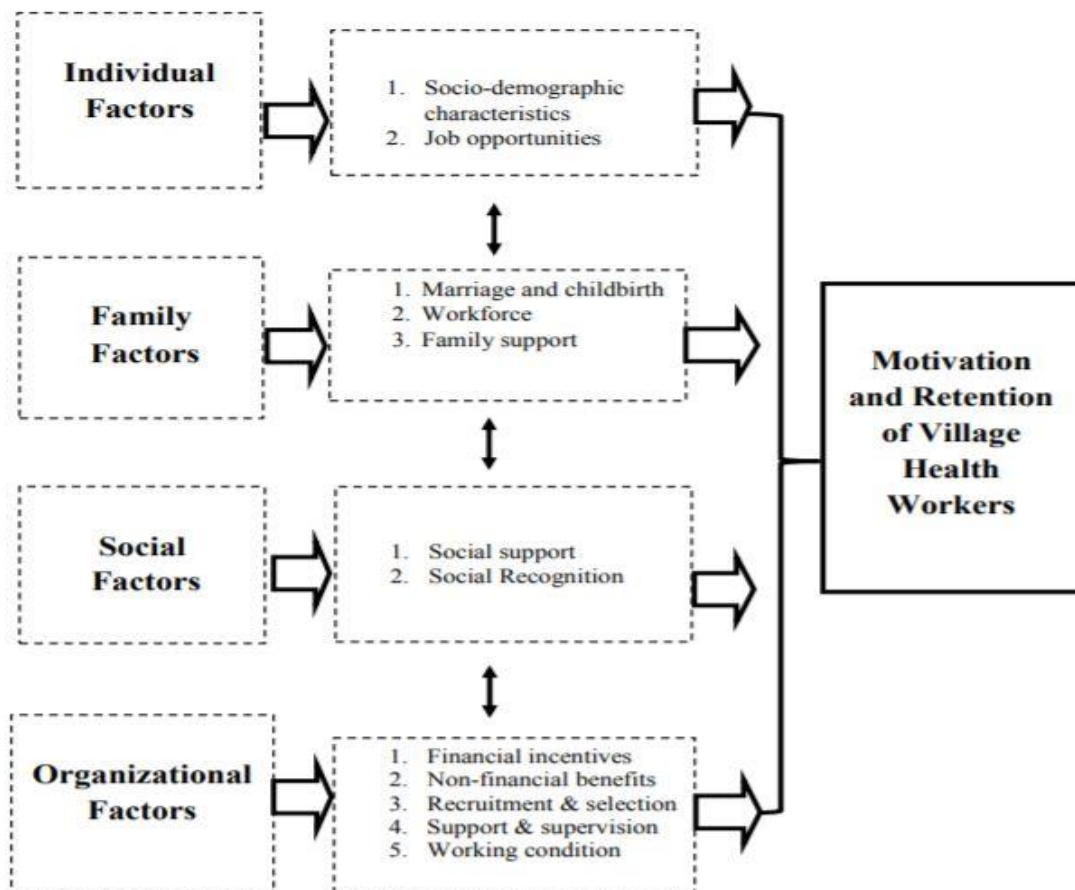 Individual
Factors
1. Socio-demographic
characteristics
2. Job opportunities
Family
Factors
1. Marriage and childbirth
2. Workforce
3. Family support
Social
Factors
1. Social support
2. Social Recognition
Organizational
Factors
1. Financial incentives
2. Non-financial benefits
3. Recruitment & selection
4. Support & supervision
5. Working condition
Motivation
and Retention
of Village
Health
Workers